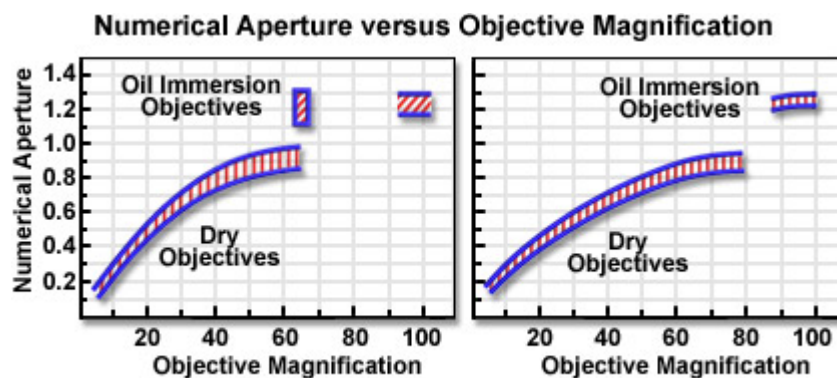 Numerical Aperture versus Objective Magnification
Numerical Aperture
1.4
1.2
1.0
0.8
0.6
0.4
0.2
Oil Immersion
Objectives
Dry
Objectives
20 40 60 80 100
Objective Magnification
Oil Immersion
Objectives
Dry
Objectives
20 40 60 80 100
Objective Magnification